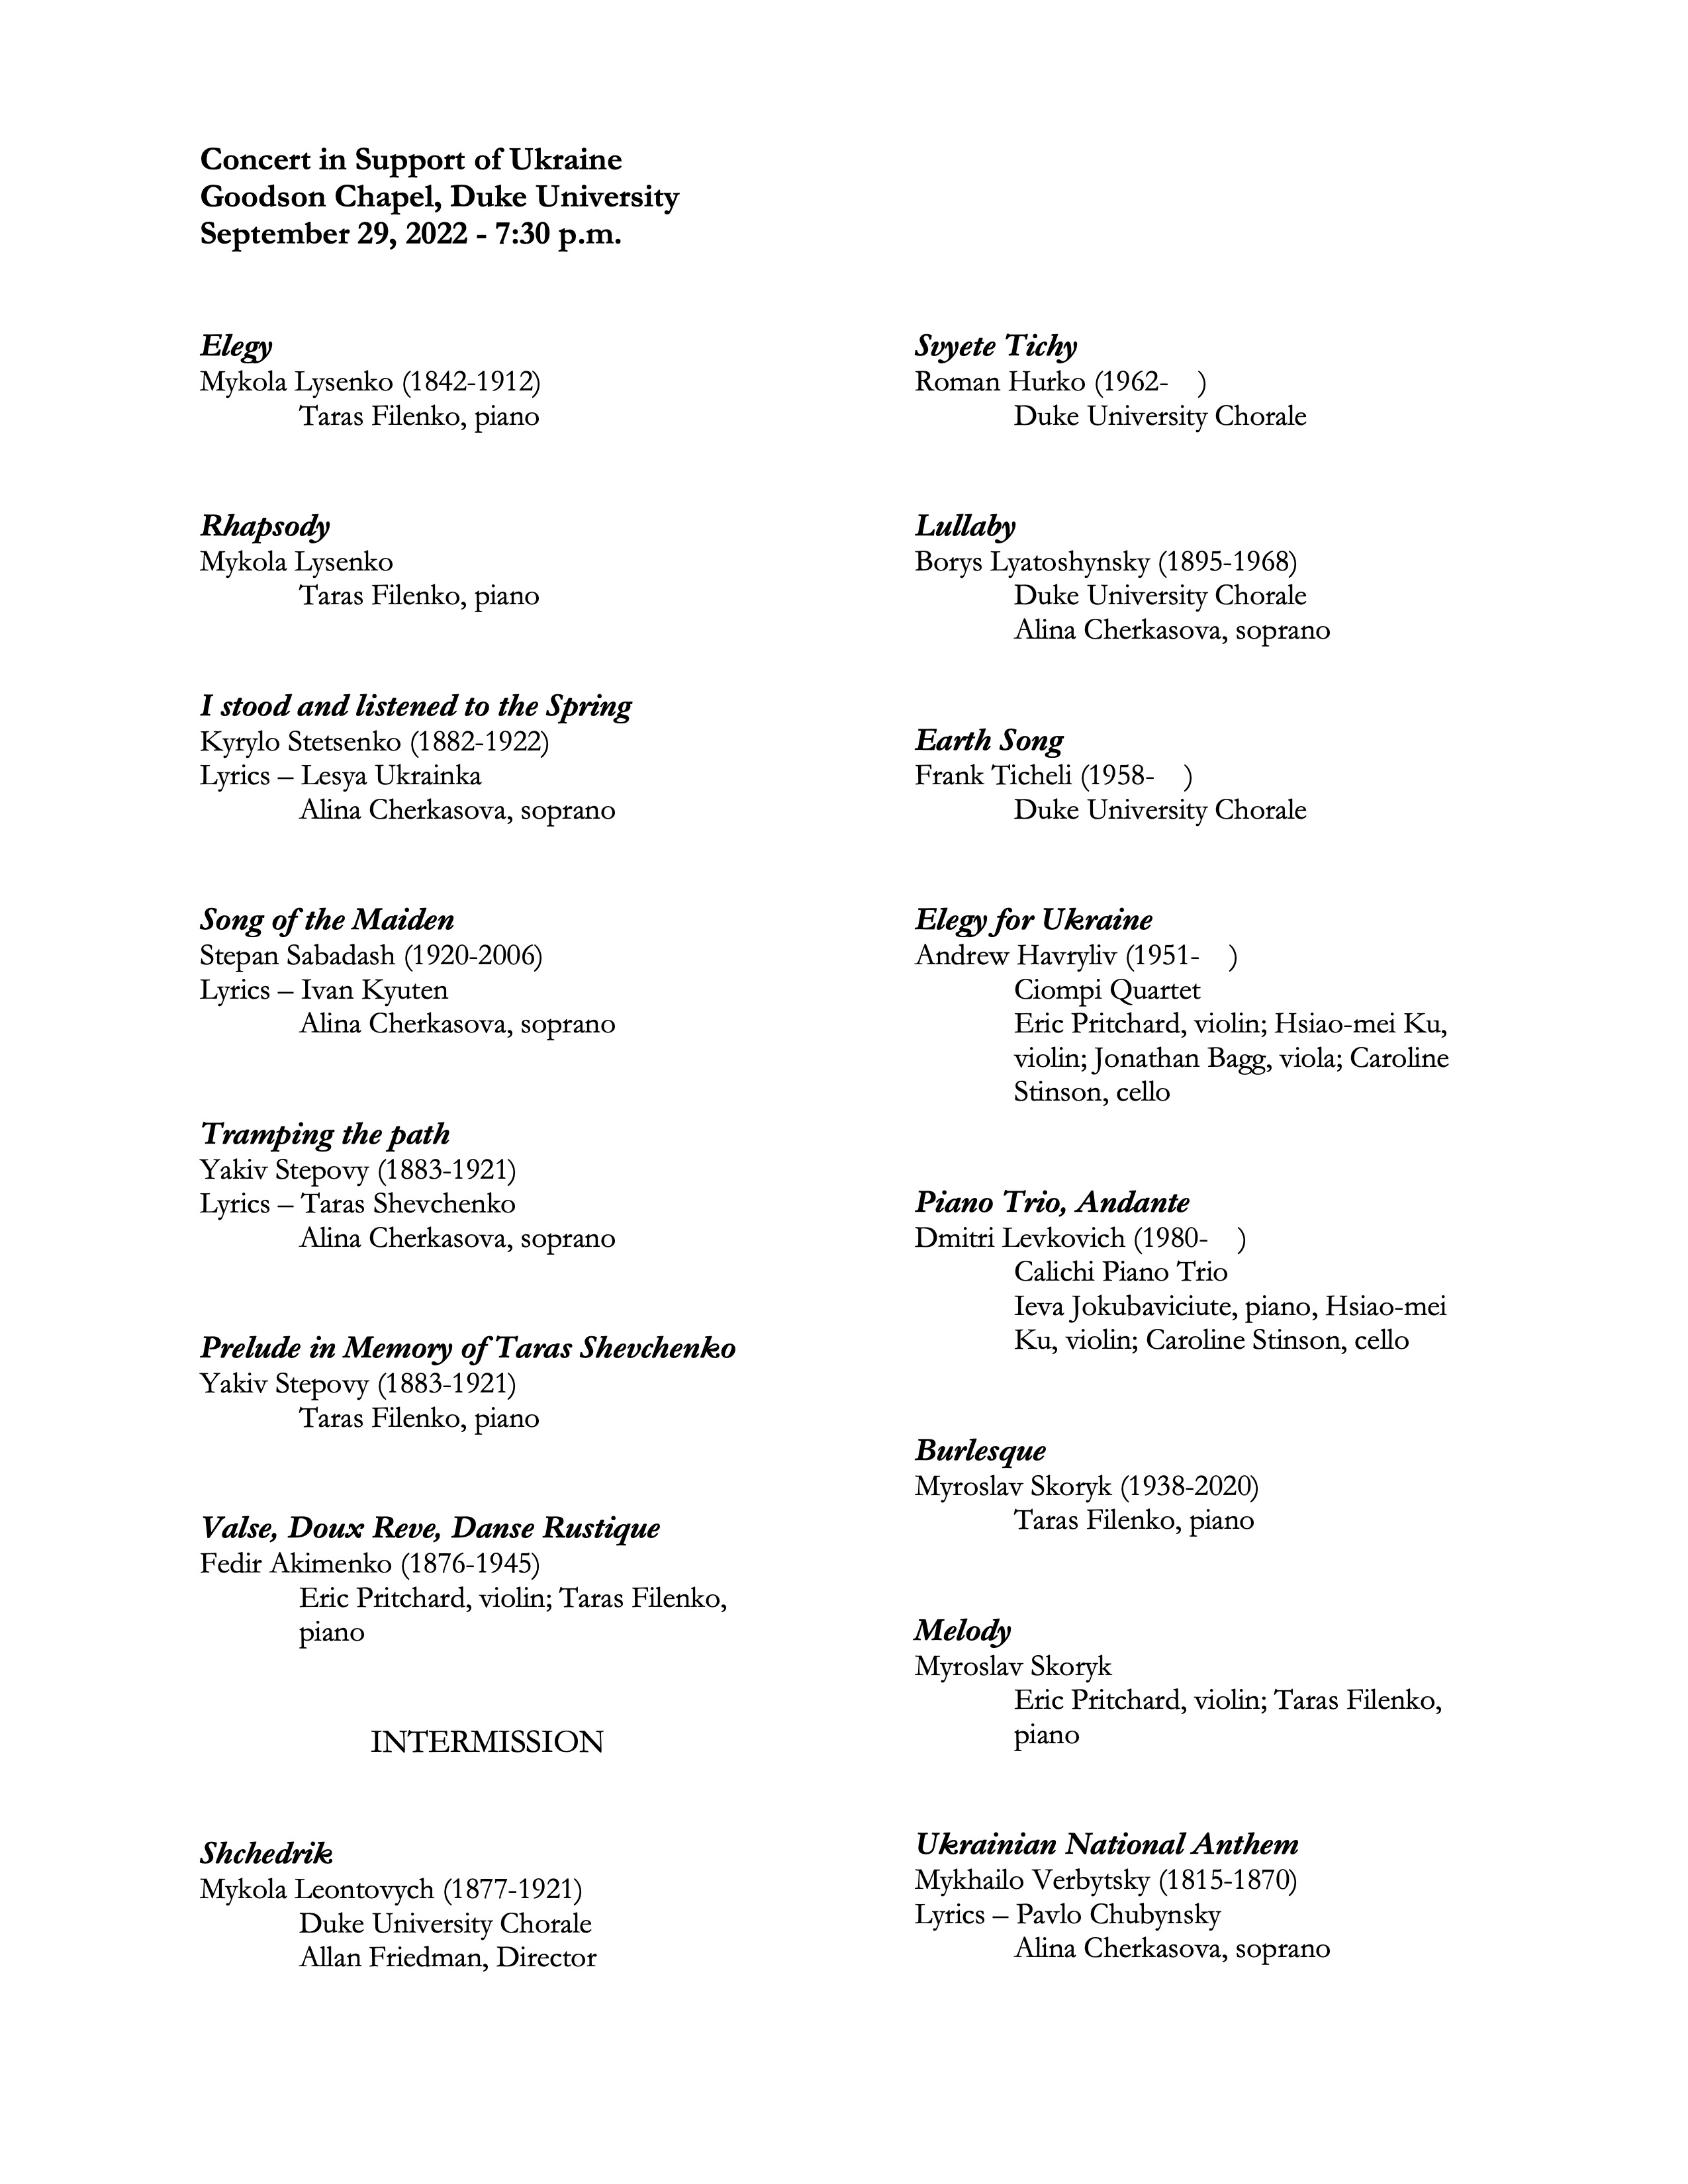 Concert in Support of Ukraine
Goodson Chapel, Duke University
September 29, 2022 - 7:30 p.m.
Elegy
Mykola Lysenko (1842-1912)
Taras Filenko, piano
Rhapsody
Mykola Lysenko
Taras Filenko, piano
I stood and listened to the Spring
Kyrylo Stetsenko (1882-1922)
Lyrics – Lesya Ukrainka
Alina Cherkasova, soprano
Song of the Maiden
Stepan Sabadash (1920-2006)
Lyrics – Ivan Kyuten
Alina Cherkasova, soprano
Tramping the path
Yakiv Stepovy (1883-1921)
Lyrics – Taras Shevchenko
Alina Cherkasova, soprano
Prelude in Memory of Taras Shevchenko
Yakiv Stepovy (1883-1921)
Taras Filenko, piano
Valse, Doux Reve, Danse Rustique
Fedir Akimenko (1876-1945)
Eric Pritchard, violin; Taras Filenko,
piano
INTERMISSION
Shchedrik
Mykola Leontovych (1877-1921)
Duke University Chorale
Allan Friedman, Director
Svyete Tichy
Roman Hurko (1962-    )
Duke University Chorale
Lullaby
Borys Lyatoshynsky (1895-1968)
Duke University Chorale
Alina Cherkasova, soprano
Earth Song
Frank Ticheli (1958-    )
Duke University Chorale
Elegy for Ukraine
Andrew Havryliv (1951-    )
Ciompi Quartet
Eric Pritchard, violin; Hsiao-mei Ku,
violin; Jonathan Bagg, viola; Caroline
Stinson, cello
Piano Trio, Andante
Dmitri Levkovich (1980-    )
Calichi Piano Trio
Ieva Jokubaviciute, piano, Hsiao-mei
Ku, violin; Caroline Stinson, cello
Burlesque
Myroslav Skoryk (1938-2020)
Taras Filenko, piano
Melody
Myroslav Skoryk
Eric Pritchard, violin; Taras Filenko,
piano
Ukrainian National Anthem
Mykhailo Verbytsky (1815-1870)
Lyrics – Pavlo Chubynsky
Alina Cherkasova, soprano